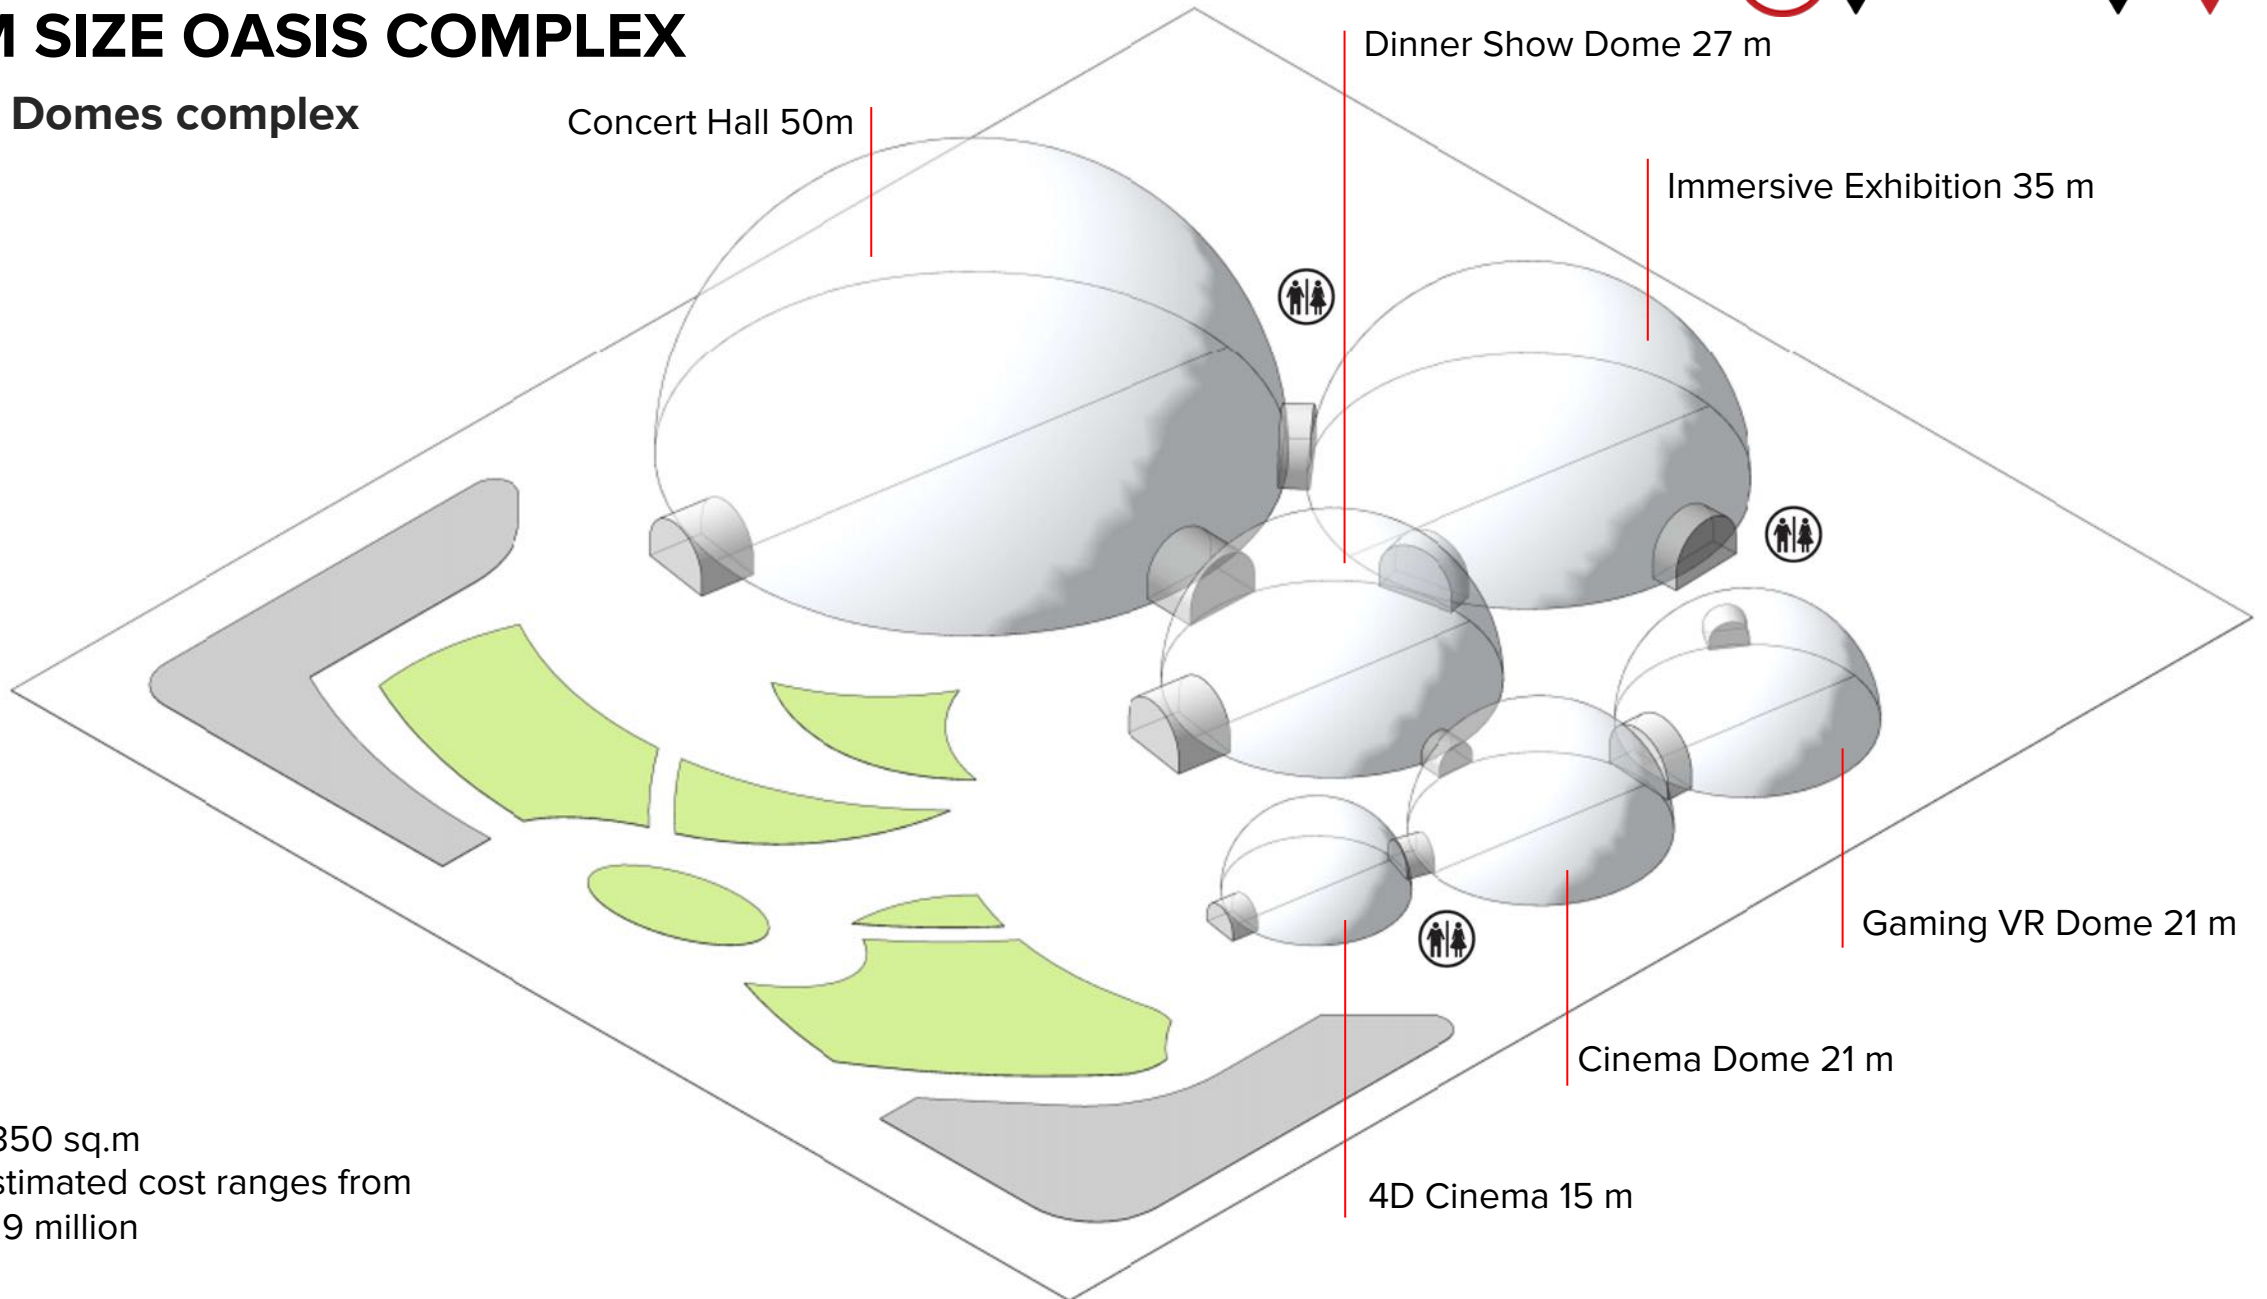 M SIZE OASIS COMPLEX
Domes complex
Dinner Show Dome 27 m
Concert Hall 50m
Immersive Exhibition 35 m
Gaming VR Dome 21 m
Cinema Dome 21 m
4D Cinema 15 m
350 sq.m
stimated cost ranges from
9 million